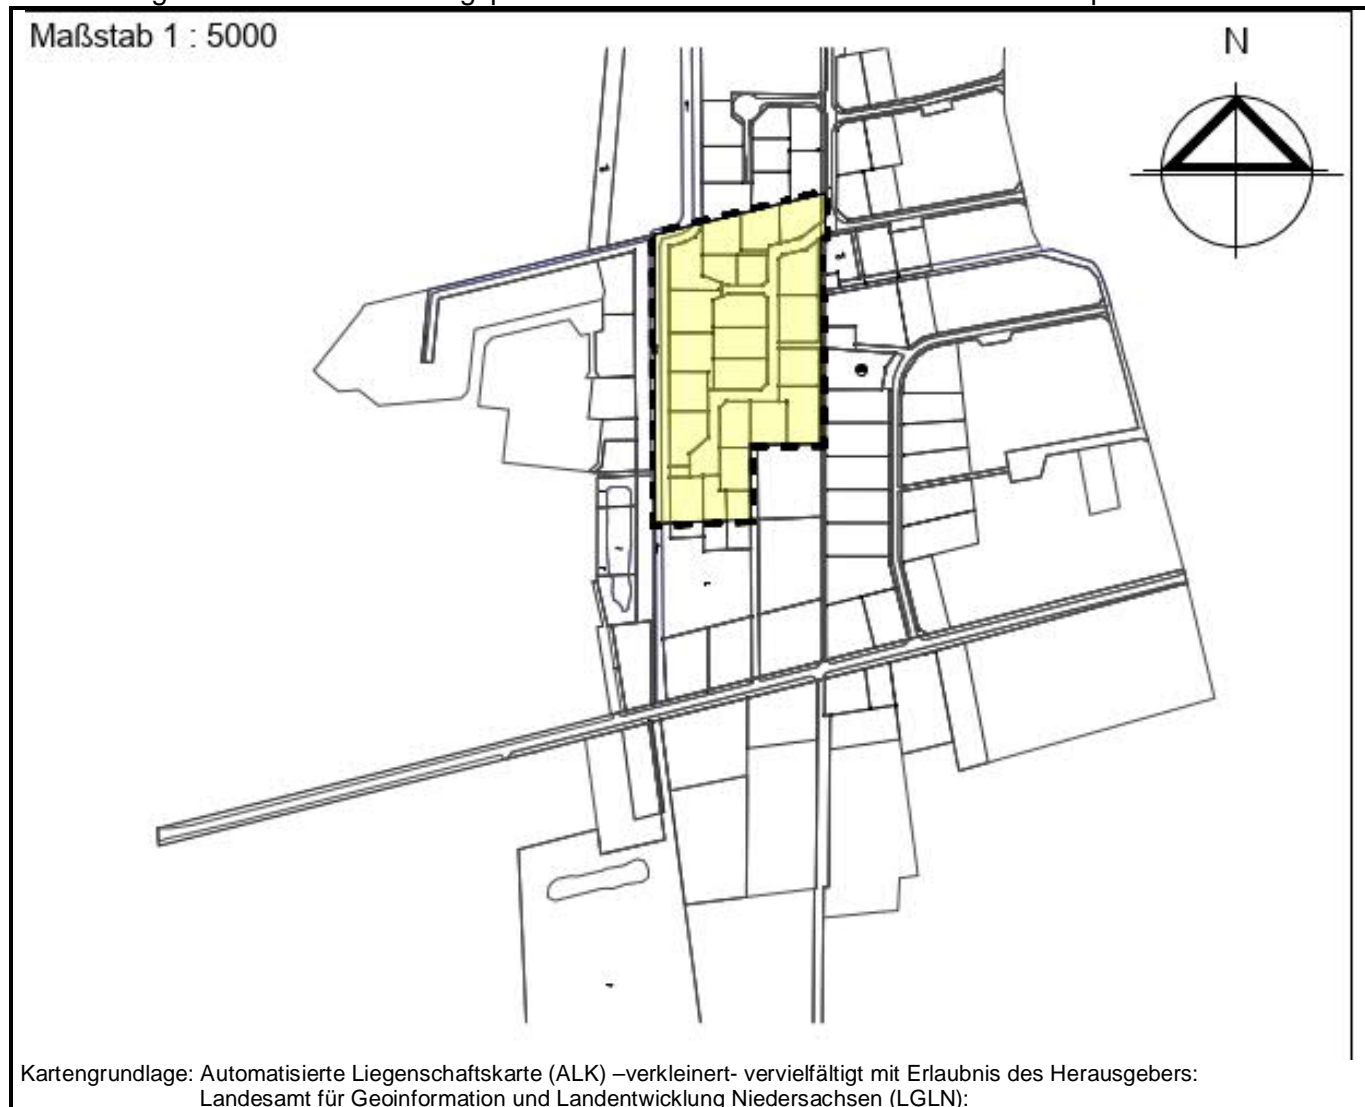 Maßstab 1 : 5000
N
Kartengrundlage: Automatisierte Liegenschaftskarte (ALK) –verkleinert- vervielfältigt mit Erlaubnis des Herausgebers:
Landesamt für Geoinformation und Landentwicklung Niedersachsen (LGLN):